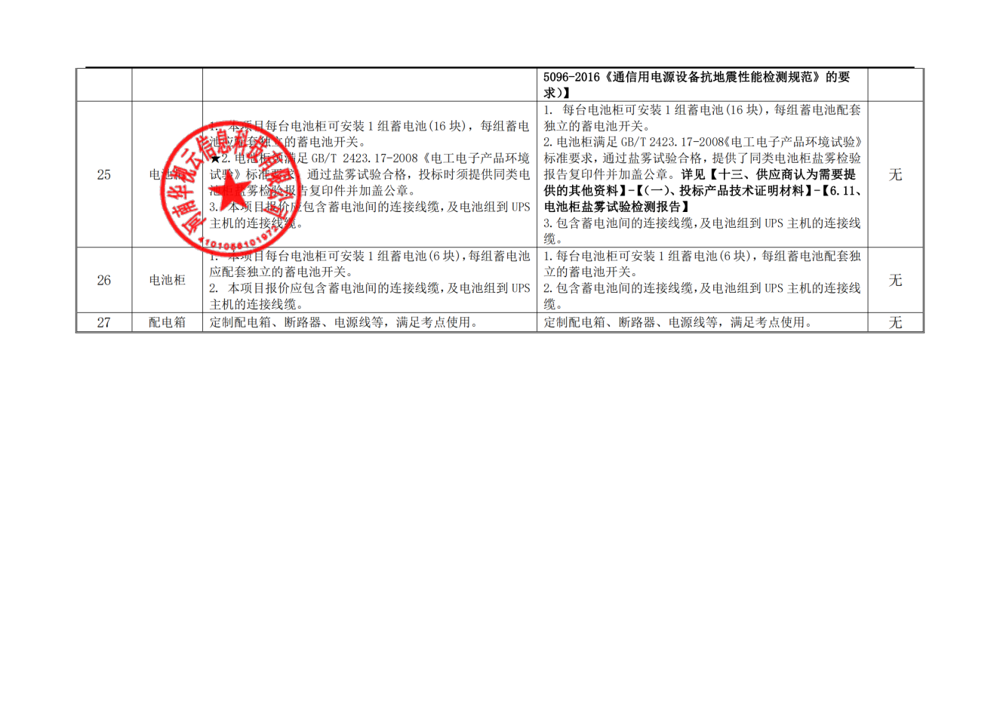 5096-2016《通信用电源设备抗地震性能检测规范》的要
求)】
25
电池柜
1. 本项目每台电池柜可安装 1 组蓄电池(16 块), 每组蓄电
池应配套独立的蓄电池开关。
★2.电池柜须满足 GB/T 2423.17-2008《电工电子产品环境
试验》标准要求, 通过盐雾试验合格, 投标时须提供同类电
池柜盐雾检验报告复印件并加盖公章。
3. 本项目报价应包含蓄电池间的连接线缆,及电池组到 UPS
主机的连接线缆。
1. 每台电池柜可安装 1 组蓄电池(16 块),每组蓄电池配套
独立的蓄电池开关。
2.电池柜满足 GB/T 2423.17-2008《电工电子产品环境试验》
标准要求,通过盐雾试验合格,提供了同类电池柜盐雾检验
报告复印件并加盖公章。详见【十三、供应商认为需要提
供的其他资料】-【(一)、投标产品技术证明材料】-【6.11、
电池柜盐雾试验检测报告】
3.包含蓄电池间的连接线缆,及电池组到 UPS 主机的连接线
缆。
无
河南华视云信息科技有限公司
4101056101972
26
电池柜
1. 本项目每台电池柜可安装 1 组蓄电池(6 块),每组蓄电池
应配套独立的蓄电池开关。
2. 本项目报价应包含蓄电池间的连接线缆,及电池组到 UPS
主机的连接线缆。
1.每台电池柜可安装 1 组蓄电池(6 块),每组蓄电池配套独
立的蓄电池开关。
2.包含蓄电池间的连接线缆,及电池组到 UPS 主机的连接线
缆。
无
27
配电箱
定制配电箱、断路器、电源线等，满足考点使用。
定制配电箱、断路器、电源线等，满足考点使用。
无